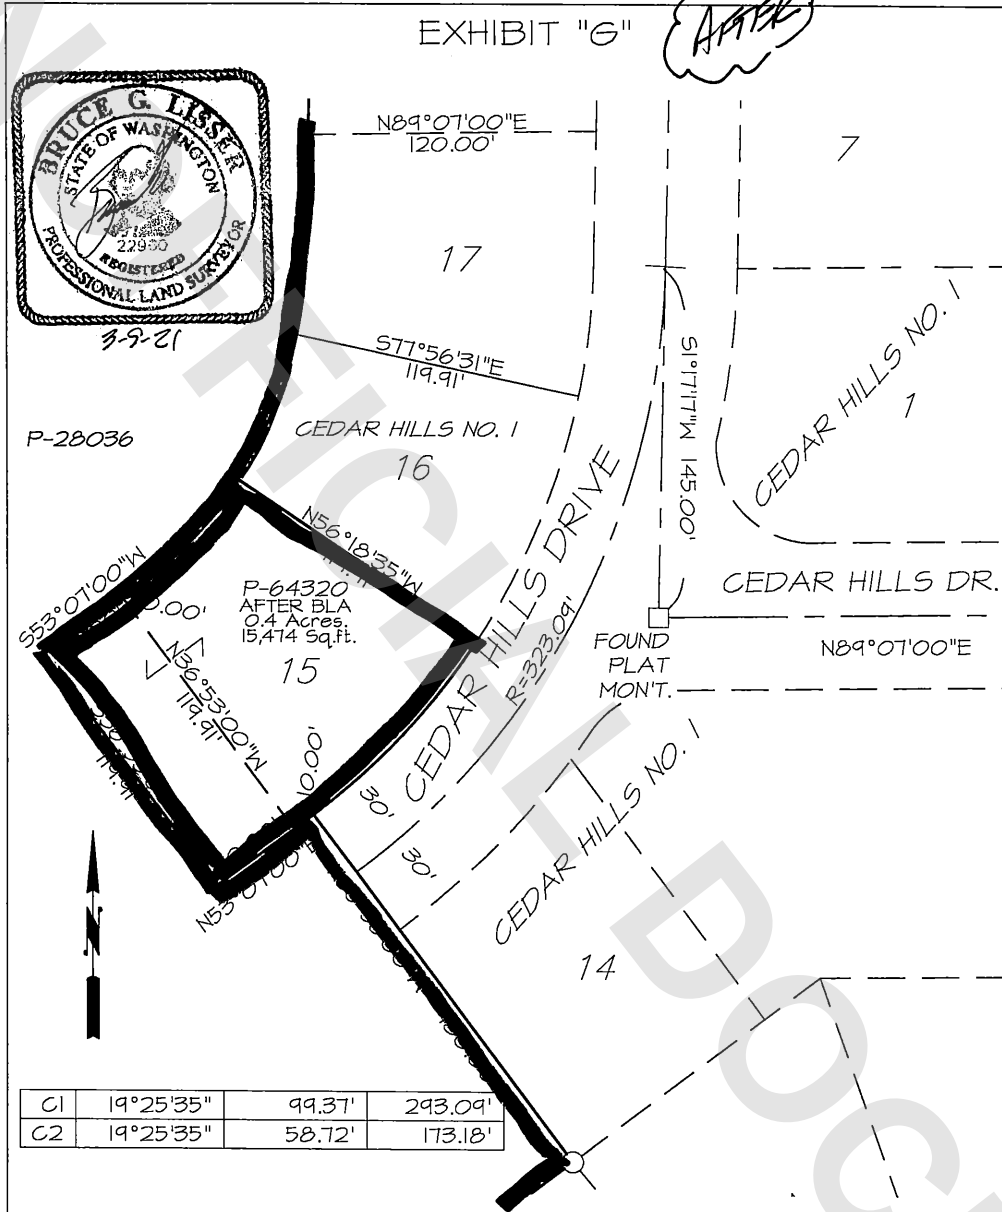 EXHIBIT "G"
AFTER
BRUCE G. LISSER
STATE OF WASHINGTON
22960
REGISTERED
PROFESSIONAL LAND SURVEYOR
3-9-21
N89°07'00"E
120.00'
7
17
S77°56'31"E
119.91'
S1°17'17"W 145.00'
CEDAR HILLS NO. 1
1
P-28036
CEDAR HILLS NO. 1
16
N56°18'35"W
CEDAR HILLS DRIVE
R=323.09'
CEDAR HILLS DR.
N89°07'00"E
FOUND
PLAT
MON'T.
S53°07'00"W
P-64320
AFTER BLA
0.4 Acres.
15,474 Sq.ft.
15
N36°53'00"W
119.91'
30'
30'
CEDAR HILLS NO. 1
14
N
C1 19°25'35" 99.37' 293.09'
C2 19°25'35" 58.72' 173.18'
UNOFFICIAL DOC